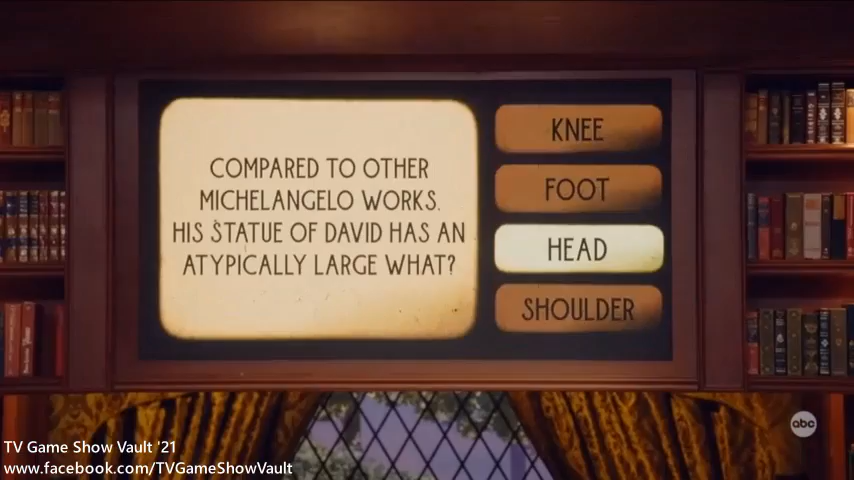 COMPARED TO OTHER
MICHELANGELO WORKS.
HIS STATUE OF DAVID HAS AN
ATYPICALLY LARGE WHAT?
KNEE
FOOT
HEAD
SHOULDER
abc
TV Game Show Vault '21
www.facebook.com/TVGameShowVault